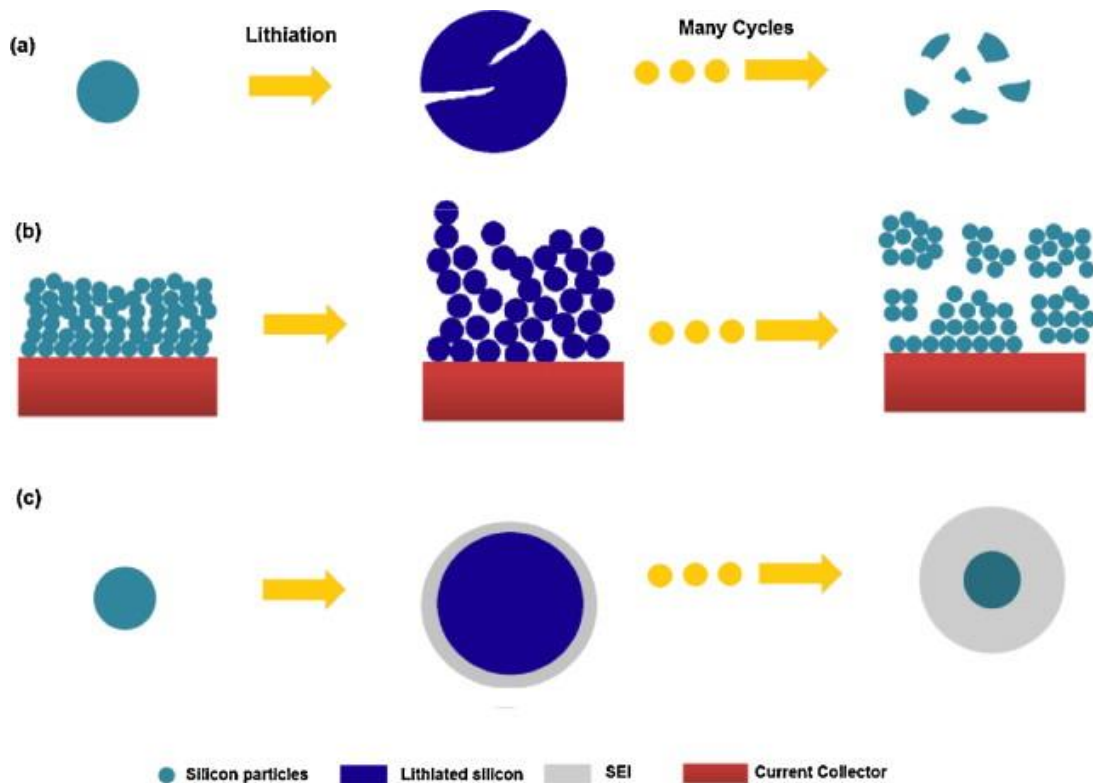 (a)
Lithiation
Many Cycles
(b)
(c)
Silicon particles
Lithiated silicon
SEI
Current Collector